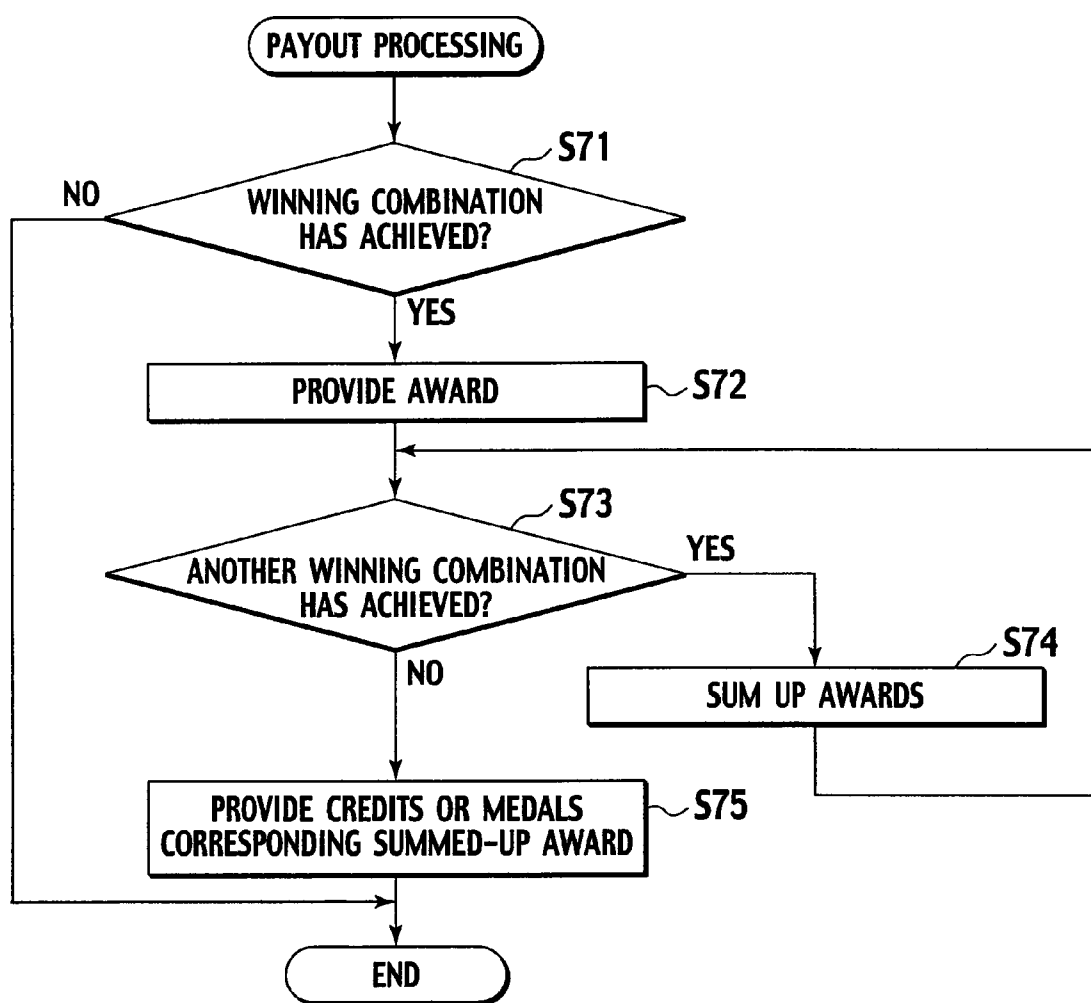 PAYOUT PROCESSING
S71
NO
WINNING COMBINATION
HAS ACHIEVED?
YES
PROVIDE AWARD
S72
S73
YES
ANOTHER WINNING COMBINATION
HAS ACHIEVED?
S74
NO
SUM UP AWARDS
PROVIDE CREDITS OR MEDALS
CORRESPONDING SUMMED-UP AWARD
S75
END